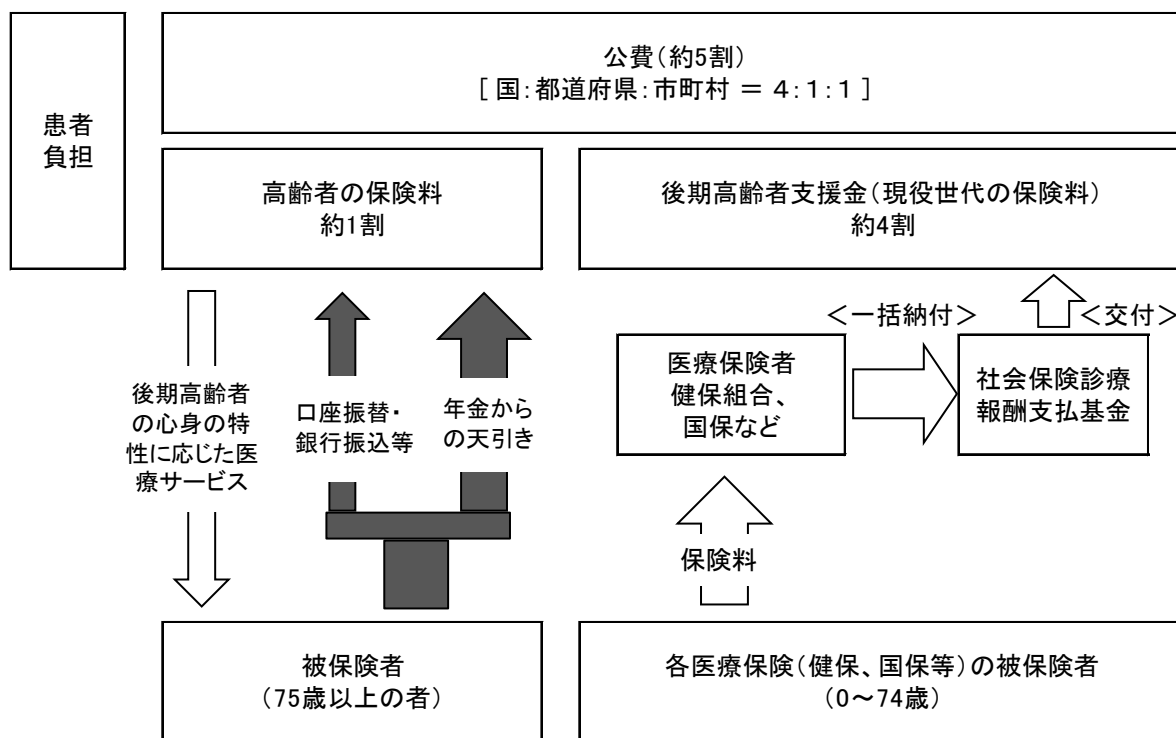 公費(約5割)
[ 国:都道府県:市町村 = 4:1:1 ]
患者
負担
高齢者の保険料
約1割
後期高齢者支援金(現役世代の保険料)
約4割
<一括納付>
<交付>
医療保険者
健保組合、
国保など
社会保険診療
報酬支払基金
後期高齢者
の心身の特
性に応じた医
療サービス
口座振替・
銀行振込等
年金から
の天引き
保険料
被保険者
(75歳以上の者)
各医療保険(健保、国保等)の被保険者
(0~74歳)